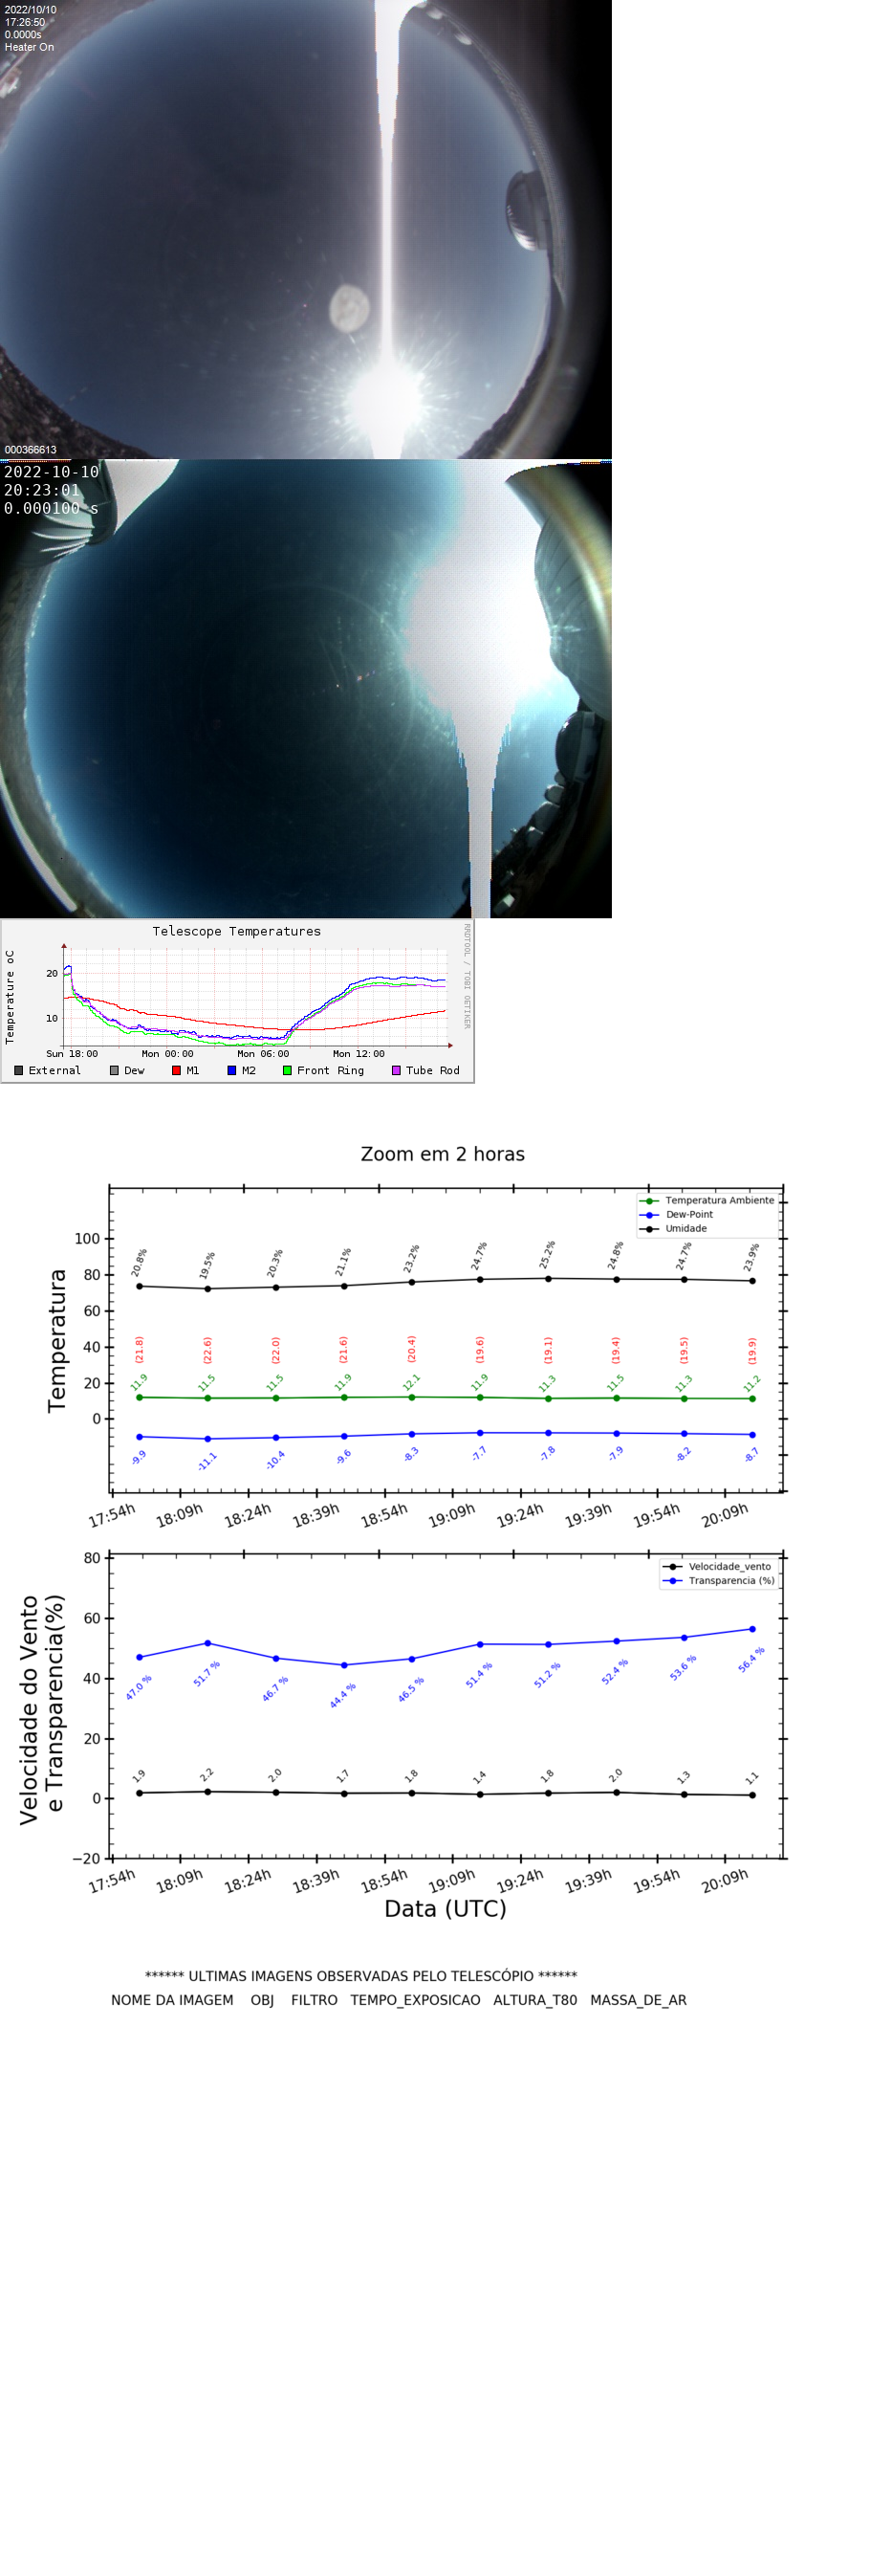 2022/10/10
17:26:50
0.0000s
Heater On
000366613
2022-10-10
20:23:01
0.000100 s
Telescope Temperatures
RRDTOOL / TOBI OETIKER
Temperature oC
20
10
Sun 18:00 Mon 00:00 Mon 06:00 Mon 12:00
External Dew M1 M2 Front Ring Tube Rod
Zoom em 2 horas
Temperatura Ambiente
Dew-Point
Umidade
Temperatura
100
80
60
40
20
0
20.8% 19.5% 20.3% 21.1% 23.2% 24.7% 25.2% 24.8% 24.7% 23.9%
(21.8) (22.6) (22.0) (21.6) (20.4) (19.6) (19.1) (19.4) (19.5) (19.9)
11.9 11.5 11.5 11.9 12.1 11.9 11.3 11.5 11.3 11.2
-9.9 -11.1 -10.4 -9.6 -8.3 -7.7 -7.8 -7.9 -8.2 -8.7
17:54h 18:09h 18:24h 18:39h 18:54h 19:09h 19:24h 19:39h 19:54h 20:09h
Velocidade_vento
Transparencia (%)
Velocidade do Vento
e Transparencia(%)
80
60
40
20
0
−20
47.0 % 51.7 % 46.7 % 44.4 % 46.5 % 51.4 % 51.2 % 52.4 % 53.6 % 56.4 %
1.9 2.2 2.0 1.7 1.8 1.4 1.8 2.0 1.3 1.1
17:54h 18:09h 18:24h 18:39h 18:54h 19:09h 19:24h 19:39h 19:54h 20:09h
Data (UTC)
****** ULTIMAS IMAGENS OBSERVADAS PELO TELESCÓPIO ******
NOME DA IMAGEM OBJ FILTRO TEMPO_EXPOSICAO ALTURA_T80 MASSA_DE_AR